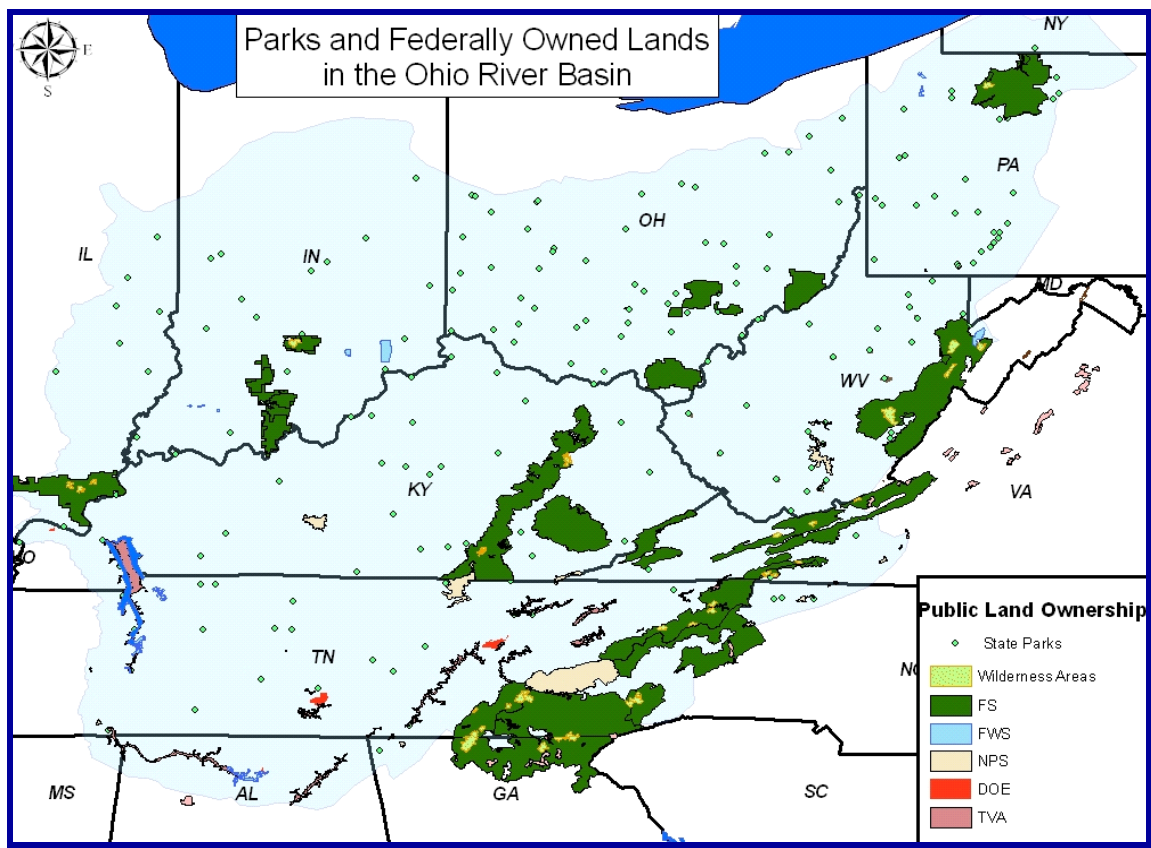 Parks and Federally Owned Lands
in the Ohio River Basin
E
S
NY
PA
OH
IL
IN
MD
WV
KY
VA
O
TN
NC
MS
AL
GA
SC
Public Land Ownership
State Parks
Wilderness Areas
FS
FWS
NPS
DOE
TVA